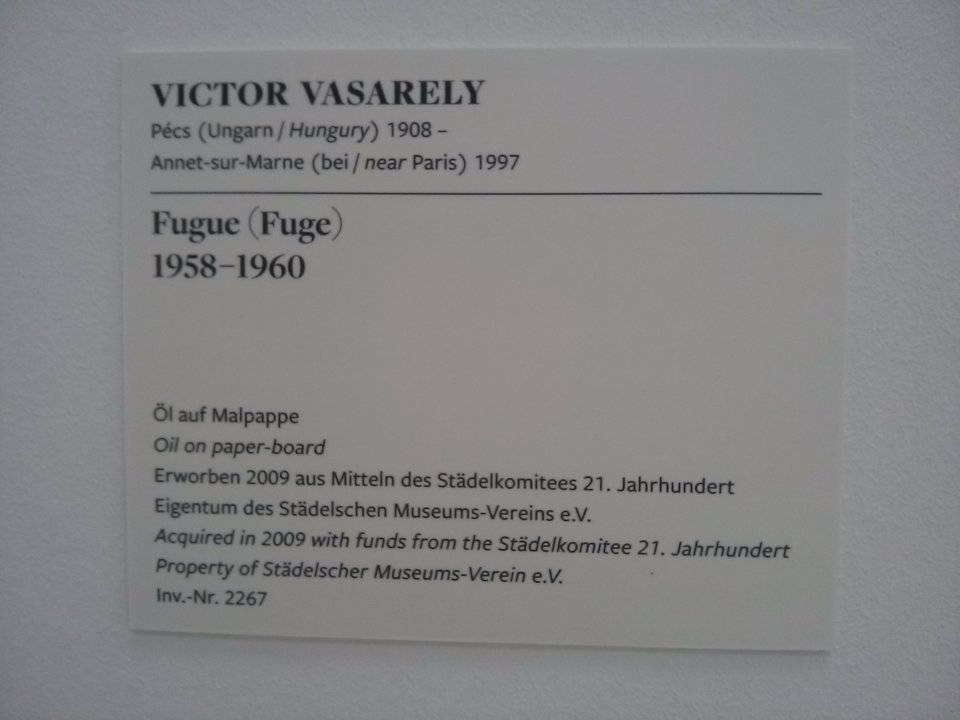 VICTOR VASARELY
Pécs (Ungarn / Hungury) 1908 –
Annet-sur-Marne (bei / near Paris) 1997
Fugue (Fuge)
1958–1960
Öl auf Malpappe
Oil on paper-board
Erworben 2009 aus Mitteln des Städelkomitees 21. Jahrhundert
Eigentum des Städelschen Museums-Vereins e.V.
Acquired in 2009 with funds from the Städelkomitee 21. Jahrhundert
Property of Städelscher Museums-Verein e.V.
Inv.-Nr. 2267